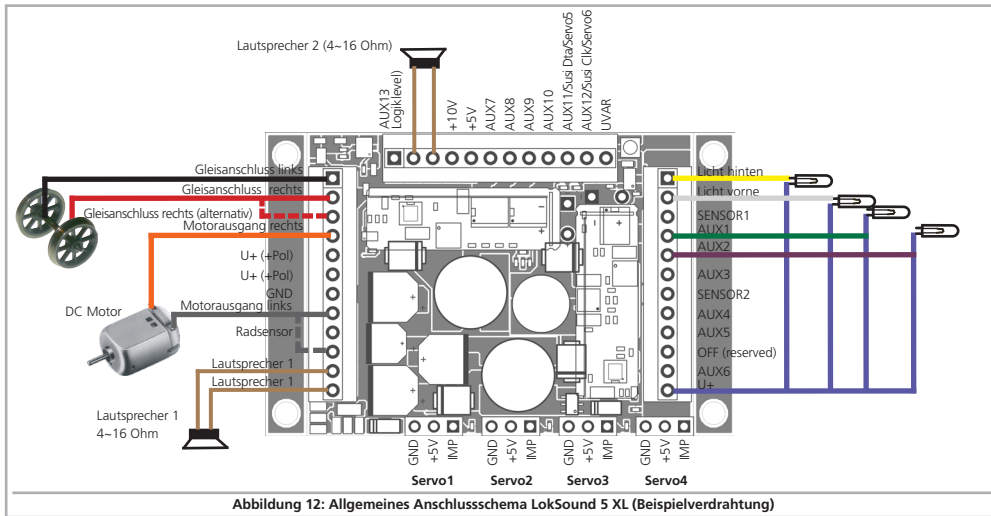 Lautsprecher 2 (4~16 Ohm)
AUX13
Logiklevel)
+10V
+5V
AUX7
AUX8
AUX9
AUX10
AUX11/Susi Dta/Servo5
AUX12/Susi Clk/Servo6
UVAR
Gleisanschluss links
Gleisanschluss rechts
Gleisanschluss rechts (alternativ)
Motorausgang rechts
U+ (+Pol)
U+ (+Pol)
GND
Motorausgang links
DC Motor
Radsensor
Lautsprecher 1
Lautsprecher 1
Lautsprecher 1
4~16 Ohm
Licht hinten
Licht vorne
SENSOR1
AUX1
AUX2
AUX3
SENSOR2
AUX4
AUX5
OFF (reserved)
AUX6
U+
GND
+5V
IMP
GND
+5V
IMP
GND
+5V
IMP
GND
+5V
IMP
Servo1
Servo2
Servo3
Servo4
Abbildung 12: Allgemeines Anschlussschema LokSound 5 XL (Beispielverdrahtung)